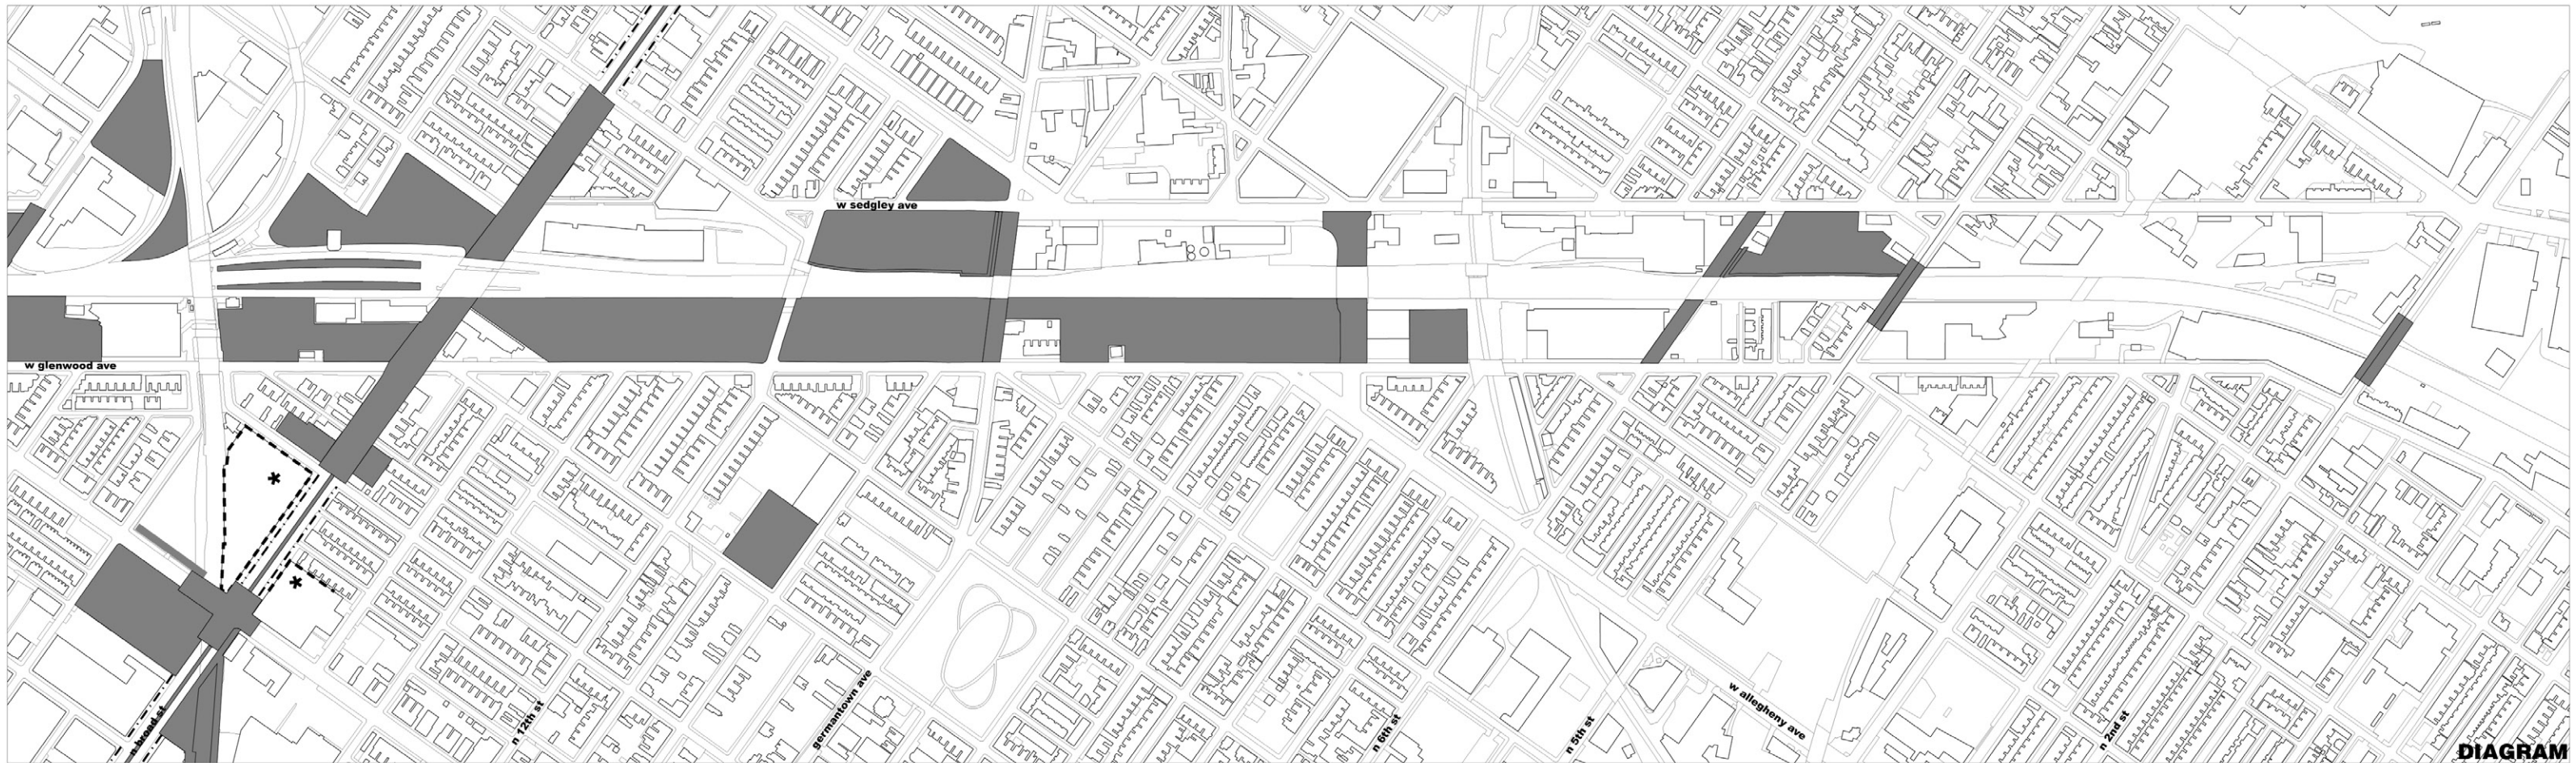 w sedgley ave
w glenwood ave
n broad st
n 12th st
germantown ave
n 6th st
n 5th st
w allegheny ave
n 2nd st
*
*
DIAGRAM